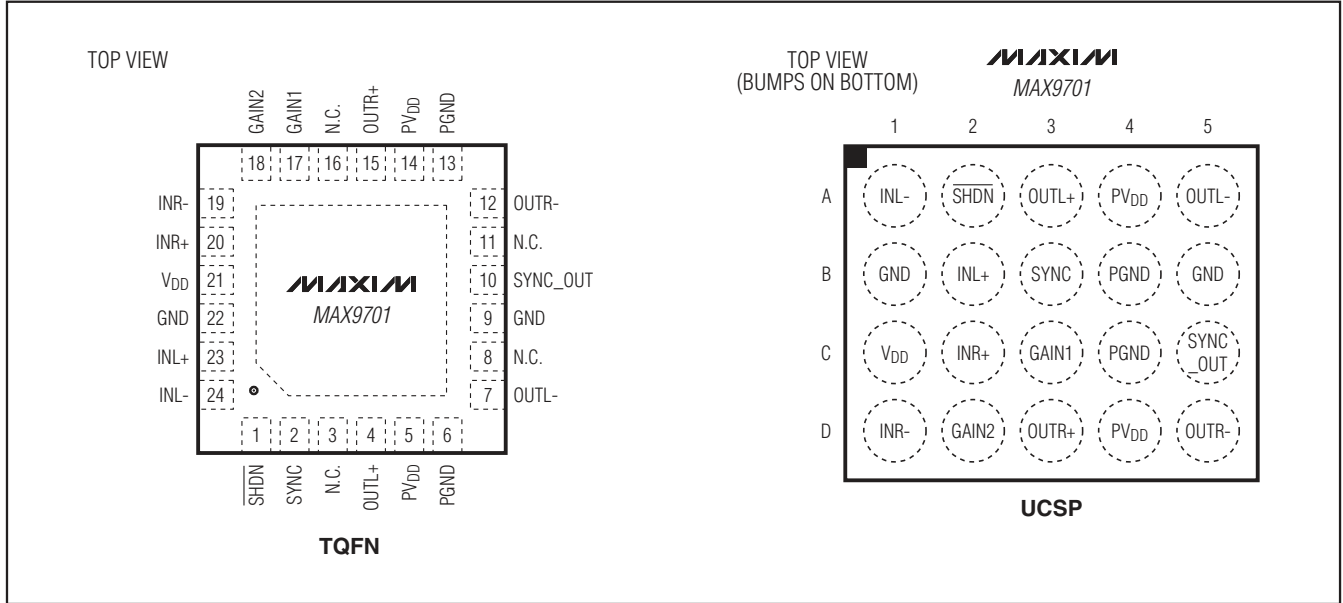 TOP VIEW
GAIN2
GAIN1
N.C.
OUTR+
PVDD
PGND
18 17 16 15 14 13
INR- 19
INR+ 20
VDD 21
GND 22
INL+ 23
INL- 24
MAXIM
MAX9701
12 OUTR-
11 N.C.
10 SYNC_OUT
9 GND
8 N.C.
7 OUTL-
1 2 3 4 5 6
SHDN
SYNC
N.C.
OUTL+
PVDD
PGND
TQFN
TOP VIEW
(BUMPS ON BOTTOM)
MAXIM
MAX9701
1 2 3 4 5
A INL- SHDN OUTL+ PVDD OUTL-
B GND INL+ SYNC PGND GND
C VDD INR+ GAIN1 PGND SYNC
_OUT
D INR- GAIN2 OUTR+ PVDD OUTR-
UCSP